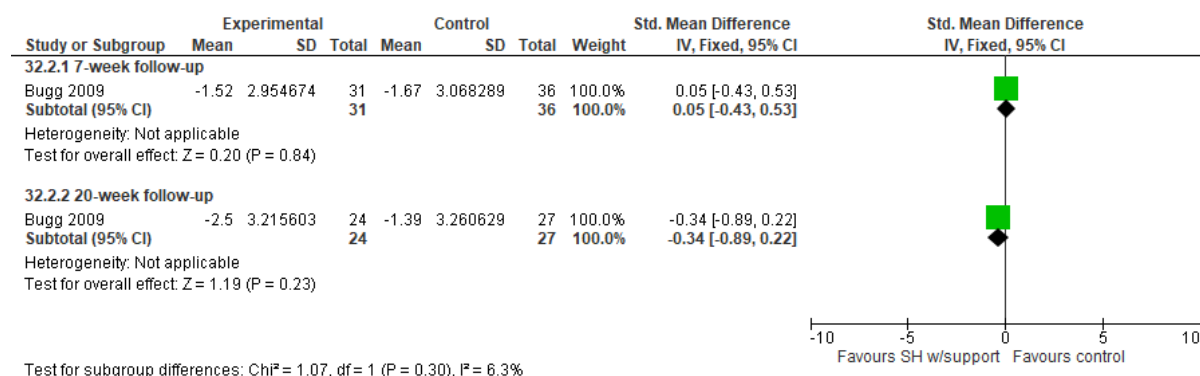 Experimental Control Std. Mean Difference Std. Mean Difference
Study or Subgroup Mean SD Total Mean SD Total Weight IV, Fixed, 95% CI IV, Fixed, 95% CI
32.2.1 7-week follow-up
Bugg 2009 -1.52 2.954674 31 -1.67 3.068289 36 100.0% 0.05 [-0.43, 0.53]
Subtotal (95% CI) 31 36 100.0% 0.05 [-0.43, 0.53]
Heterogeneity: Not applicable
Test for overall effect: Z = 0.20 (P = 0.84)
32.2.2 20-week follow-up
Bugg 2009 -2.5 3.215603 24 -1.39 3.260629 27 100.0% -0.34 [-0.89, 0.22]
Subtotal (95% CI) 24 27 100.0% -0.34 [-0.89, 0.22]
Heterogeneity: Not applicable
Test for overall effect: Z = 1.19 (P = 0.23)
-10 -5 0 5 10
Favours SH w/support Favours control
Test for subgroup differences: Chi² = 1.07, df = 1 (P = 0.30), I² = 6.3%